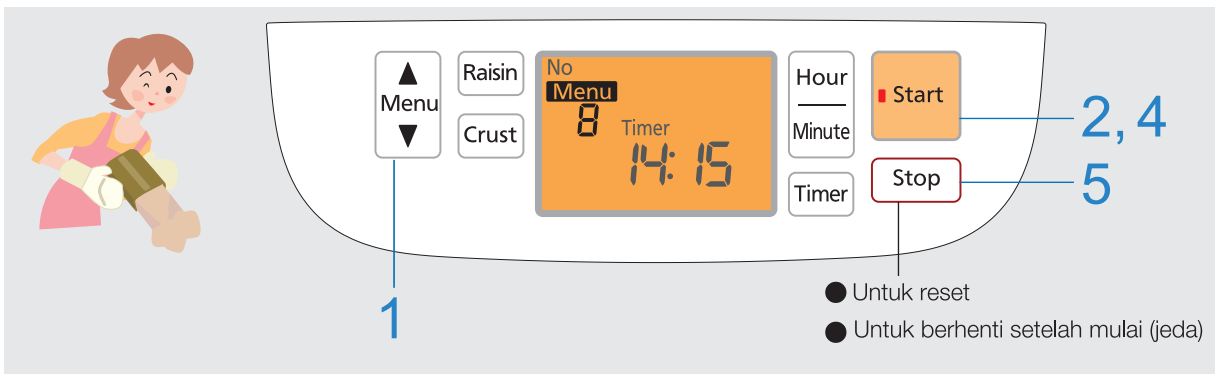 Menu
Raisin
Crust
No
Menu
8
Timer
14:15
Hour
Minute
Timer
Start
Stop
2, 4
5
1
● Untuk reset
● Untuk berhenti setelah mulai (jeda)